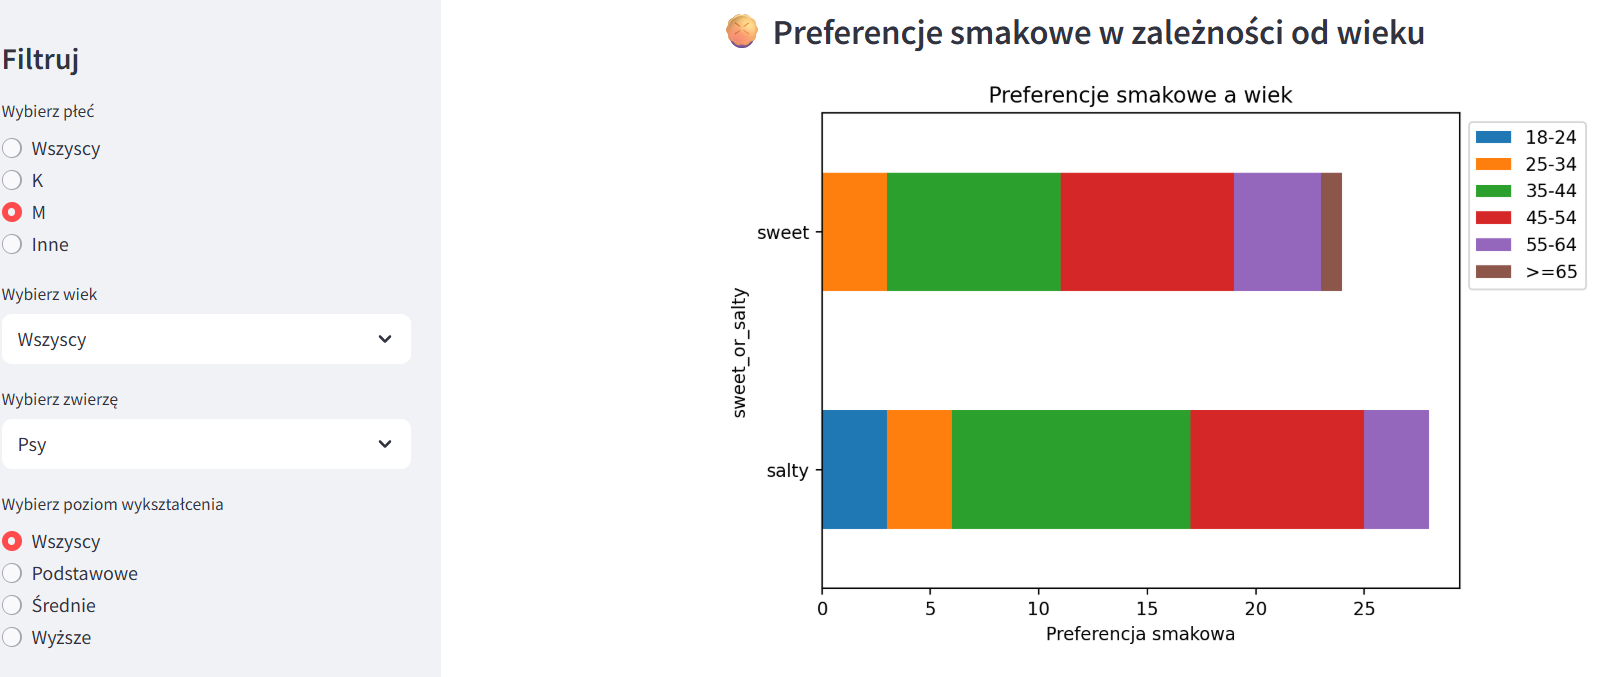 Filtruj
Wybierz płeć
Wszyscy
K
M
Inne
Wybierz wiek
Wszyscy
Wybierz zwierzę
Psy
Wybierz poziom wykształcenia
Wszyscy
Podstawowe
Średnie
Wyższe
Preferencje smakowe w zależności od wieku
Preferencje smakowe a wiek
18-24
25-34
35-44
45-54
55-64
>=65
sweet_or_salty
sweet
salty
0 5 10 15 20 25
Preferencja smakowa